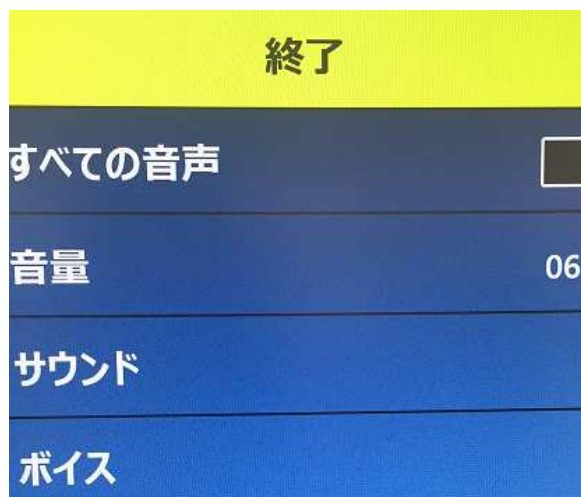 終了
すべての音声
音量 06
サウンド
ボイス